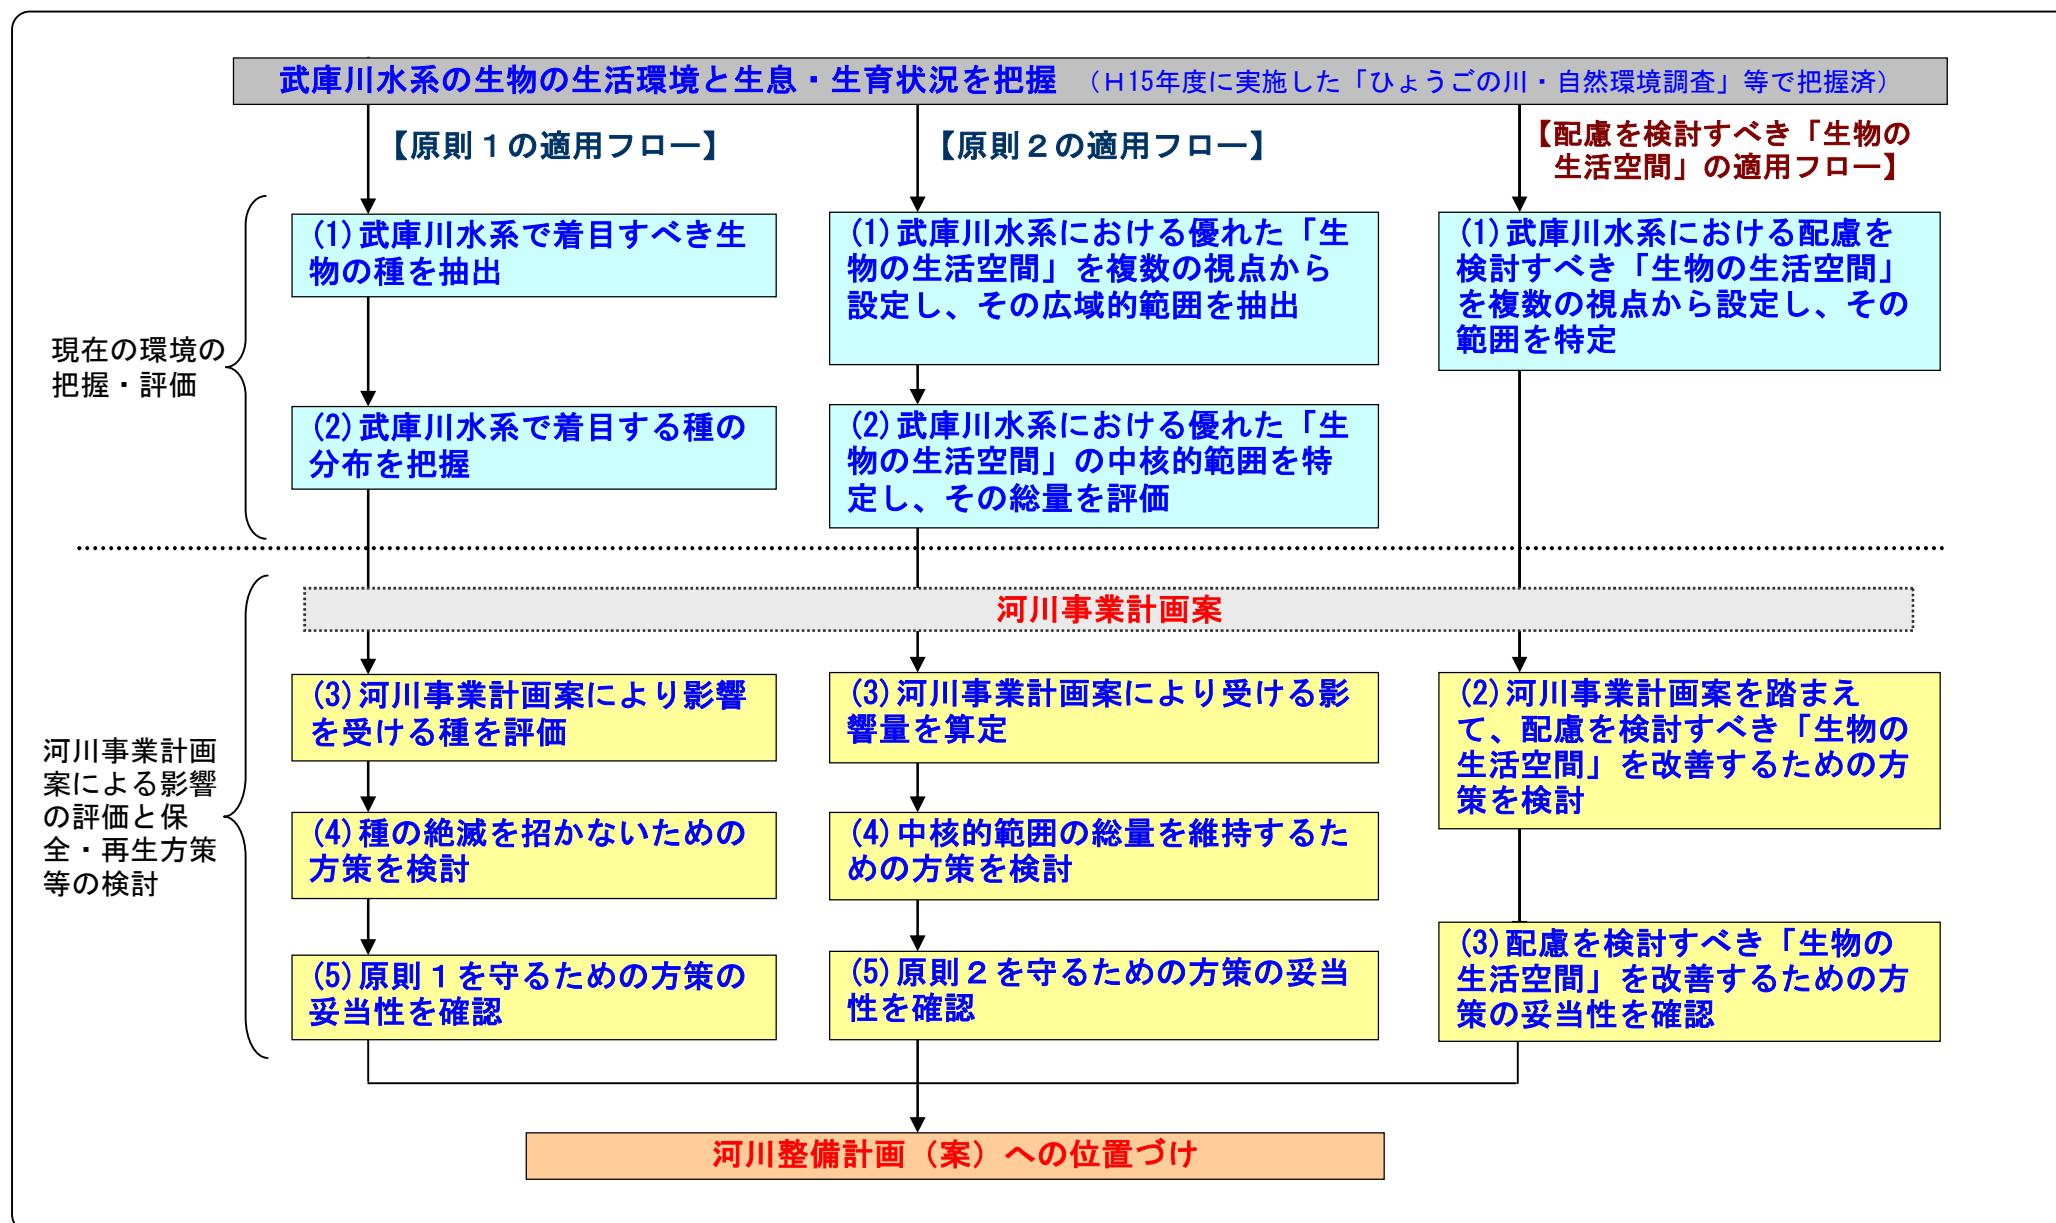 武庫川水系の生物の生活環境と生息・生育状況を把握 (H15年度に実施した「ひょうごの川・自然環境調査」等で把握済)
【原則1の適用フロー】
(1)武庫川水系で着目すべき生
物の種を抽出
(2)武庫川水系で着目する種の
分布を把握
【原則2の適用フロー】
(1)武庫川水系における優れた「生
物の生活空間」を複数の視点から
設定し、その広域的範囲を抽出
(2)武庫川水系における優れた「生
物の生活空間」の中核的範囲を特
定し、その総量を評価
【配慮を検討すべき「生物の
生活空間」の適用フロー】
(1)武庫川水系における配慮を
検討すべき「生物の生活空間」
を複数の視点から設定し、その
範囲を特定
現在の環境の
把握・評価
河川事業計画案
河川事業計画
案による影響
の評価と保
全・再生方策
等の検討
(3)河川事業計画案により影響
を受ける種を評価
(4)種の絶滅を招かないための
方策を検討
(5)原則1を守るための方策の
妥当性を確認
(3)河川事業計画案により受ける影
響量を算定
(4)中核的範囲の総量を維持するた
めの方策を検討
(5)原則2を守るための方策の妥当
性を確認
(2)河川事業計画案を踏まえ
て、配慮を検討すべき「生物の
生活空間」を改善するための方
策を検討
(3)配慮を検討すべき「生物の
生活空間」を改善するための方
策の妥当性を確認
河川整備計画(案)への位置づけ